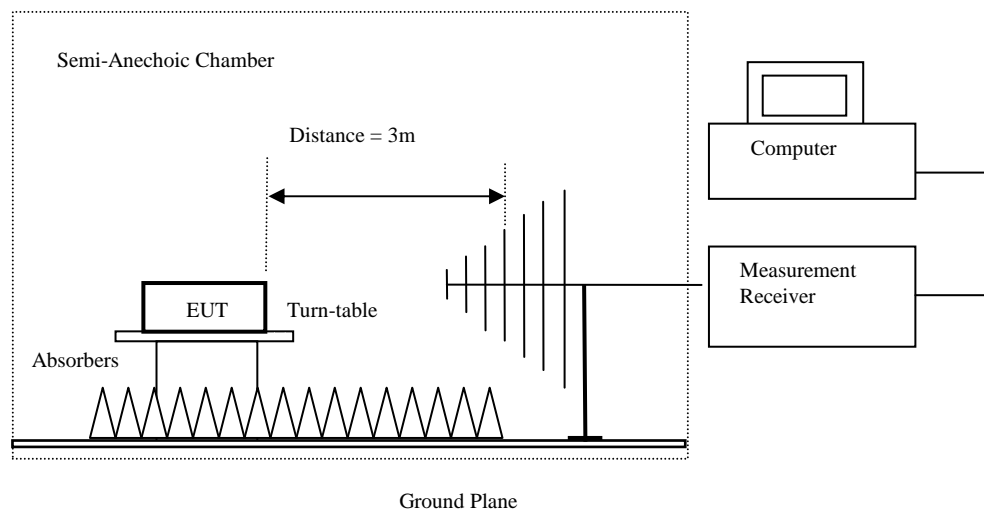 Semi-Anechoic Chamber
Distance = 3m
Computer
Measurement
Receiver
EUT
Turn-table
Absorbers
Ground Plane